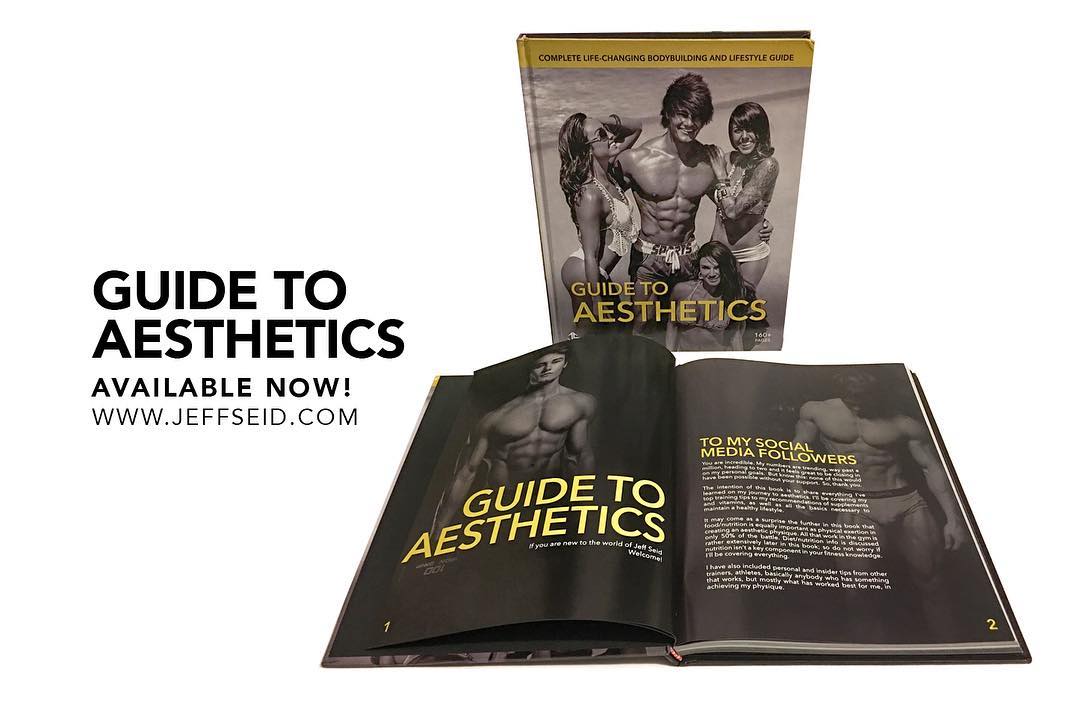 GUIDE TO
AESTHETICS
AVAILABLE NOW!
WWW.JEFFSEID.COM
COMPLETE LIFE-CHANGING BODYBUILDING AND LIFESTYLE GUIDE
SPORTS
GUIDE TO
AESTHETICS
160+
PAGES
GUIDE TO
AESTHETICS
If you are new to the world of Jeff Seid
Welcome!
1
TO MY SOCIAL
MEDIA FOLLOWERS
You are incredible. My numbers are trending, way past a
million, heading to two and it feels great to be closing in
on my personal goals. But know this: none of this would
have been possible without your support. So, thank you.
The intention of this book is to share everything I've
learned on my journey to aesthetics. I'll be covering my
top training tips to my recommendations of supplements
and vitamins, as well as all the basics necessary to
maintain a healthy lifestyle.
It may come as a surprise the further in this book that
food/nutrition is equally important as physical exertion in
creating an aesthetic physique. All that work in the gym is
only 50% of the battle. Diet/nutrition info is discussed
rather extensively later in this book; so do not worry if
nutrition isn't a key component in your fitness knowledge.
I'll be covering everything.
I have also included personal and insider tips from other
trainers, athletes, basically anybody who has something
that works, but mostly what has worked best for me, in
achieving my physique.
2